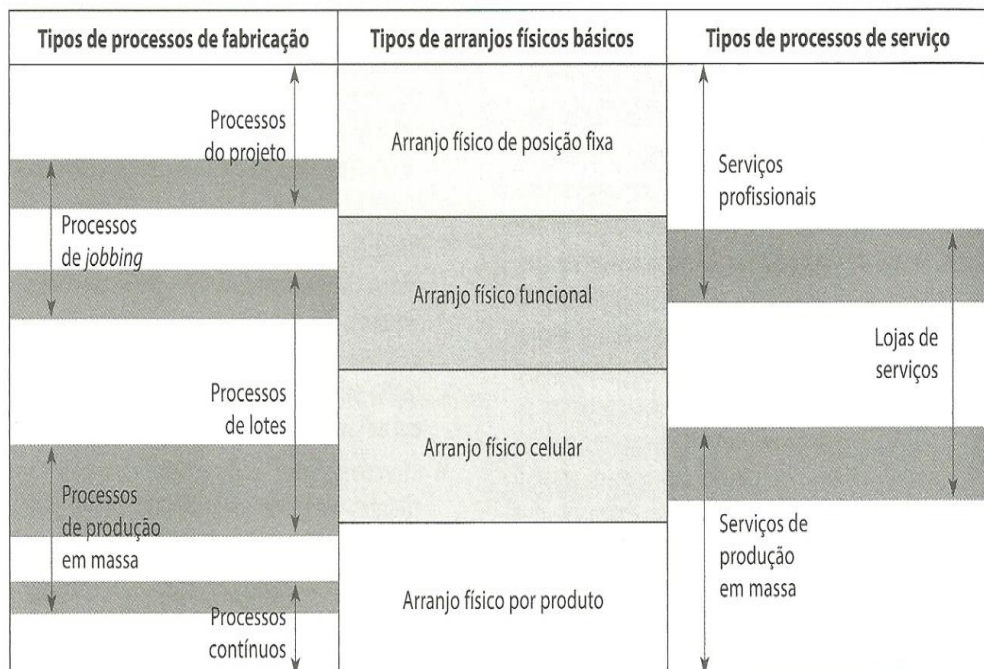 Tipos de processos de fabricação
Tipos de arranjos físicos básicos
Tipos de processos de serviço
Processos
do projeto
Processos
de jobbing
Processos
de lotes
Processos
de produção
em massa
Processos
contínuos
Arranjo físico de posição fixa
Arranjo físico funcional
Arranjo físico celular
Arranjo físico por produto
Serviços
profissionais
Lojas de
serviços
Serviços de
produção
em massa